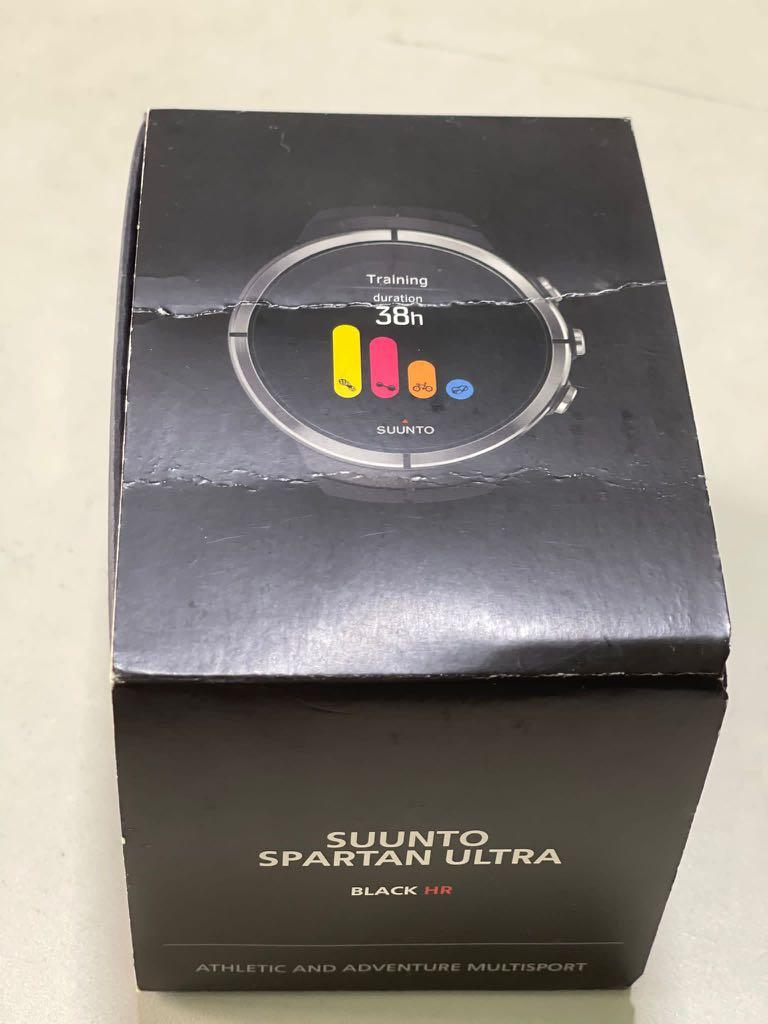 Training
duration
38h
SUUNTO
SUUNTO
SPARTAN ULTRA
BLACK HR
ATHLETIC AND ADVENTURE MULTISPORT